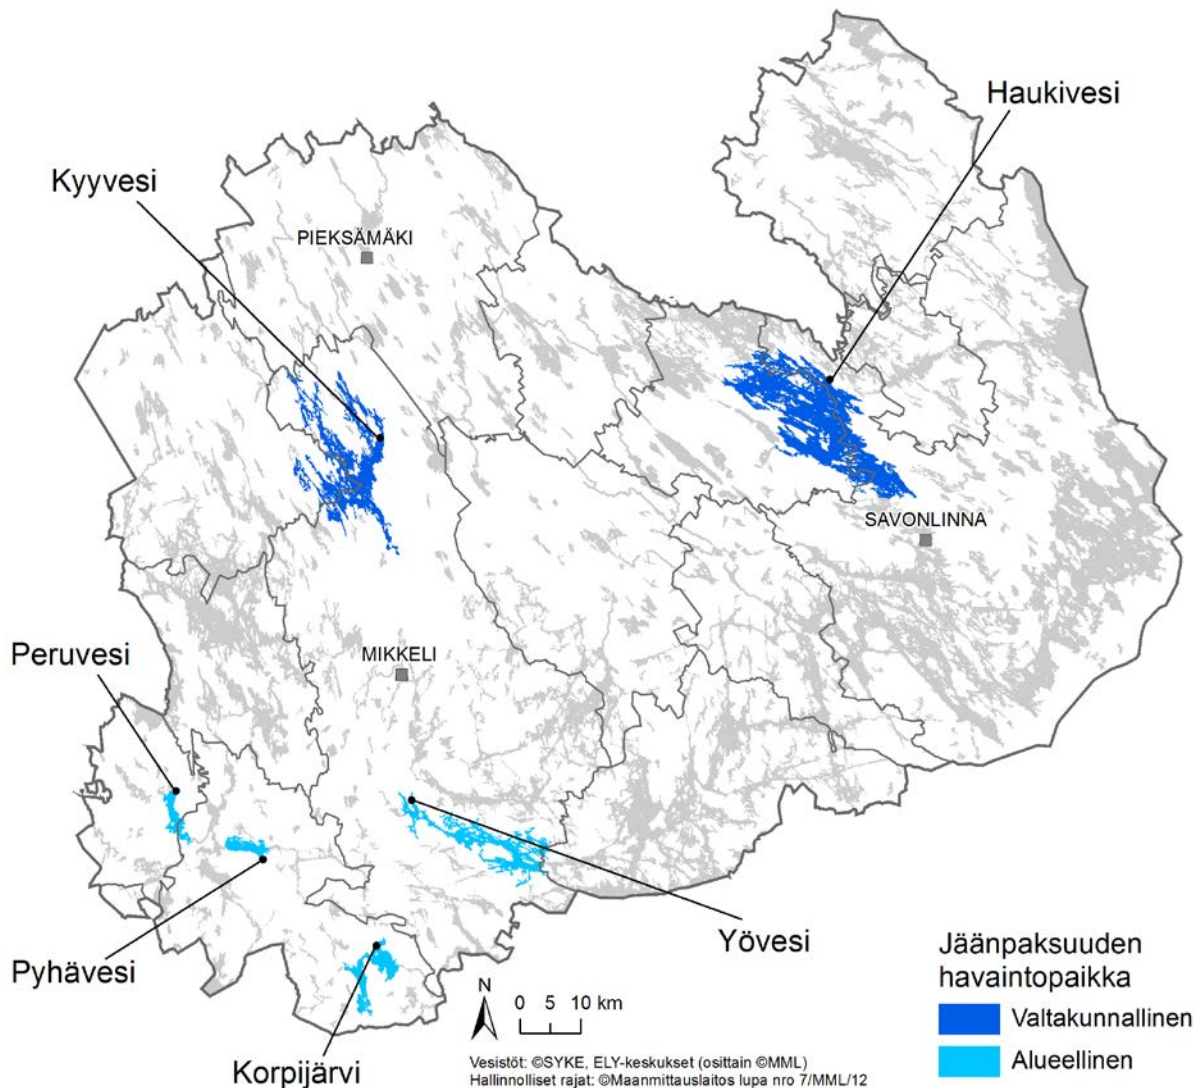 Haukivesi
Kyyvesi
PIEKSÄMÄKI
SAVONLINNA
Peruvesi
MIKKELI
Yövesi
Pyhävesi
Korpijärvi
N
0 5 10 km
Jäänpaksuuden
havaintopaikka
Valtakunnallinen
Alueellinen
Vesistöt: ©SYKE, ELY-keskukset (osittain ©MML)
Hallinnolliset rajat: ©Maanmittauslaitos lupa nro 7/MML/12